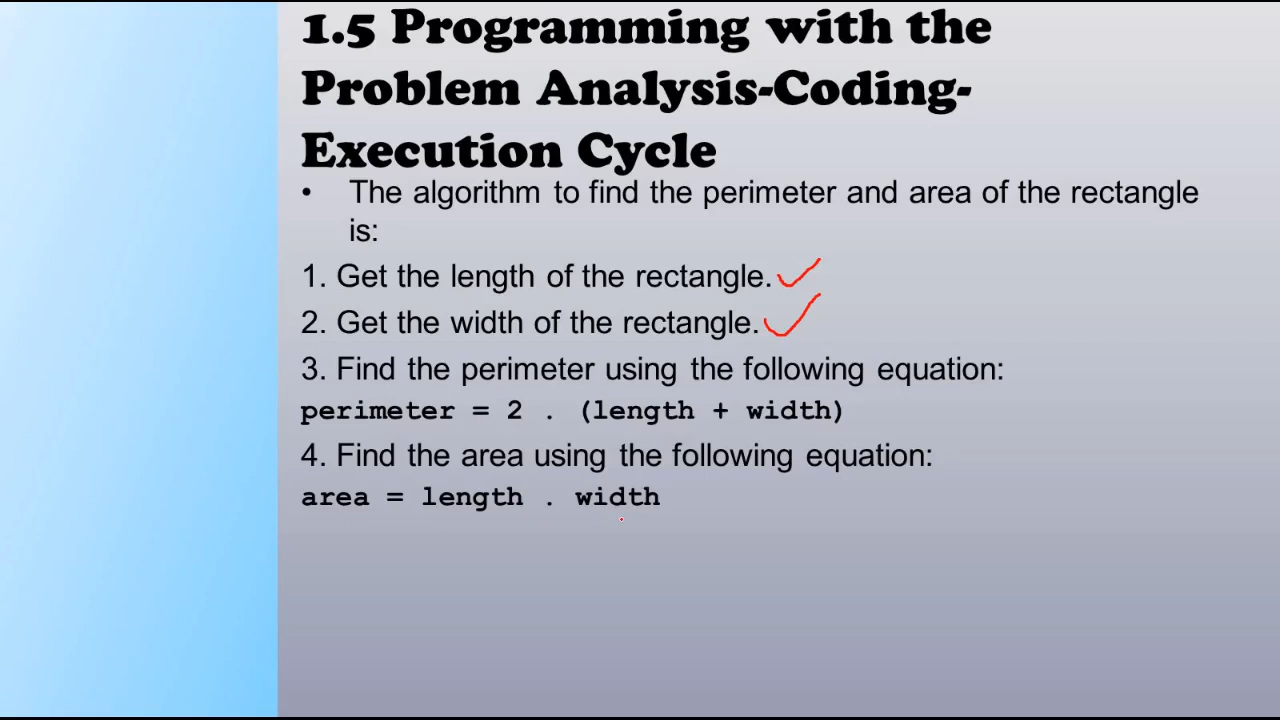 1.5 Programming with the
Problem Analysis-Coding-
Execution Cycle
• The algorithm to find the perimeter and area of the rectangle
is:
1. Get the length of the rectangle.
2. Get the width of the rectangle.
3. Find the perimeter using the following equation:
perimeter = 2 . (length + width)
4. Find the area using the following equation:
area = length . width